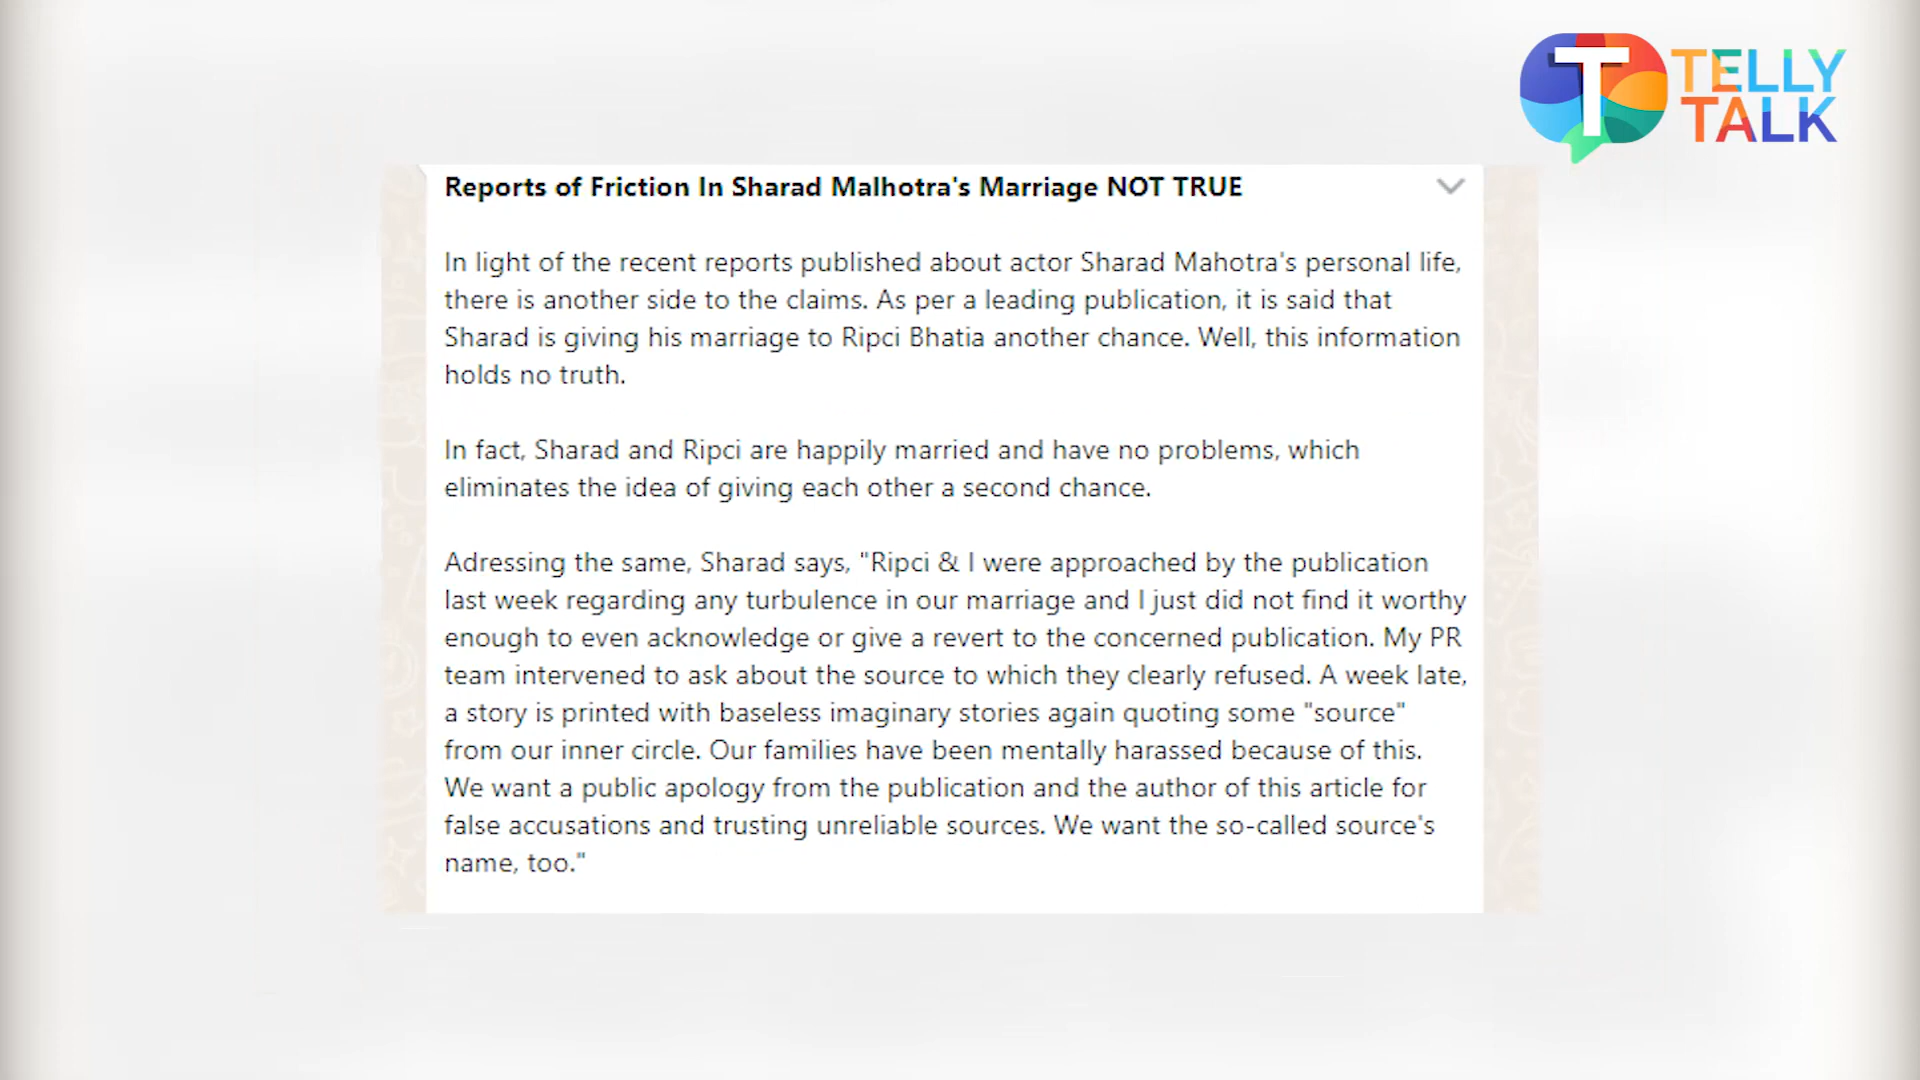 TELLY
TALK
Reports of Friction In Sharad Malhotra's Marriage NOT TRUE
In light of the recent reports published about actor Sharad Mahotra's personal life,
there is another side to the claims. As per a leading publication, it is said that
Sharad is giving his marriage to Ripci Bhatia another chance. Well, this information
holds no truth.
In fact, Sharad and Ripci are happily married and have no problems, which
eliminates the idea of giving each other a second chance.
Adressing the same, Sharad says, "Ripci & I were approached by the publication
last week regarding any turbulence in our marriage and I just did not find it worthy
enough to even acknowledge or give a revert to the concerned publication. My PR
team intervened to ask about the source to which they clearly refused. A week late,
a story is printed with baseless imaginary stories again quoting some "source"
from our inner circle. Our families have been mentally harassed because of this.
We want a public apology from the publication and the author of this article for
false accusations and trusting unreliable sources. We want the so-called source's
name, too."